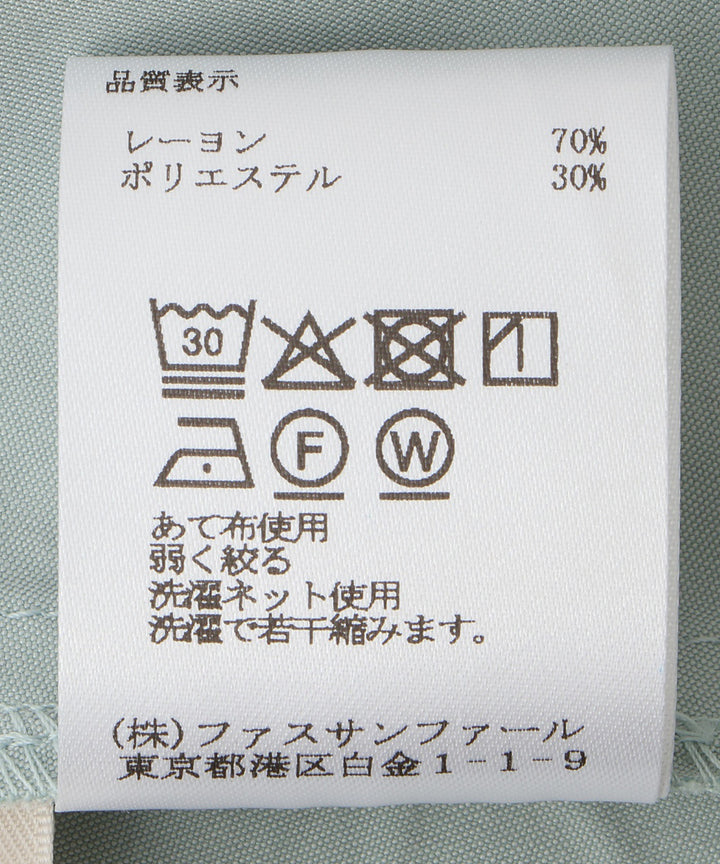 品質表示
レーヨン 70%
ポリエステル 30%
30
F W
あて布使用
弱く絞る
洗濯ネット使用
洗濯で若干縮みます。
(株)ファスサンファール
東京都港区白金1-1-9